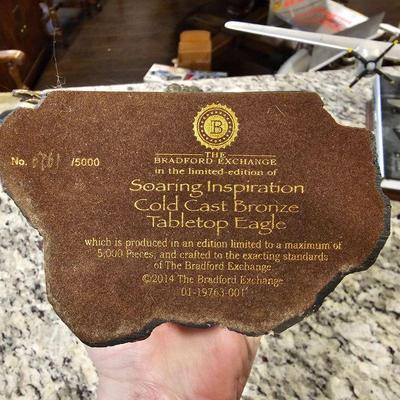 B
THE
BRADFORD EXCHANGE
in the limited-edition of
No. /5000
Soaring Inspiration
Cold Cast Bronze
Tabletop Eagle
which is produced in an edition limited to a maximum of
5,000 Pieces, and crafted to the exacting standards
of The Bradford Exchange
©2014 The Bradford Exchange
01-19763-001